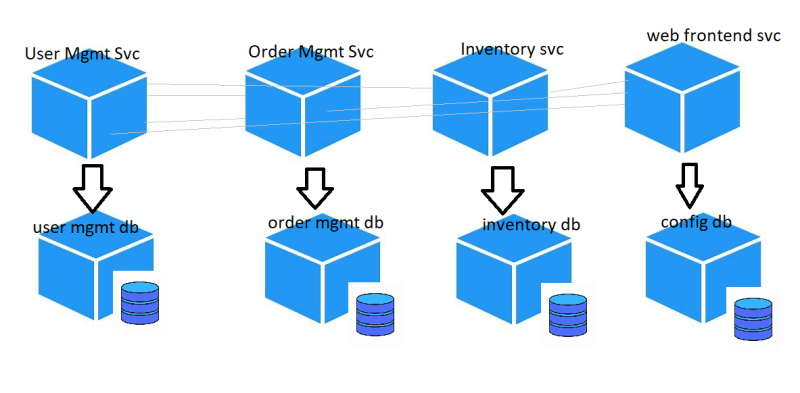 User Mgmt Svc
Order Mgmt Svc
Inventory svc
web frontend svc
user mgmt db
order mgmt db
inventory db
config db